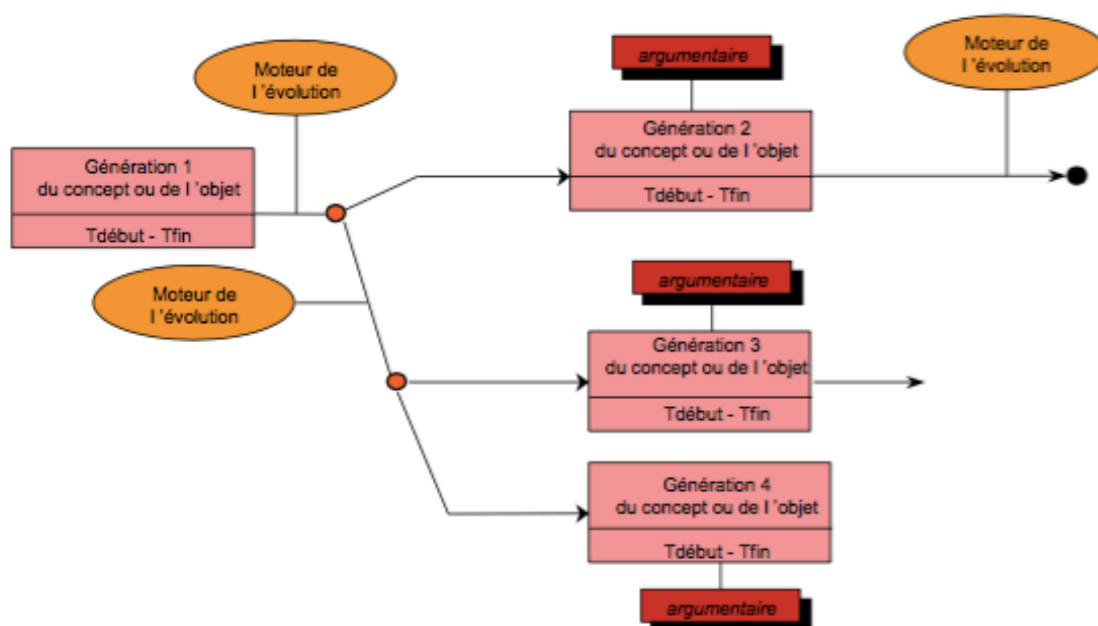 Moteur de
l 'évolution
argumentaire
Moteur de
l 'évolution
Génération 1
du concept ou de l 'objet
Tdébut - Tfin
Génération 2
du concept ou de l 'objet
Tdébut - Tfin
Moteur de
l 'évolution
argumentaire
Génération 3
du concept ou de l 'objet
Tdébut - Tfin
Génération 4
du concept ou de l 'objet
Tdébut - Tfin
argumentaire